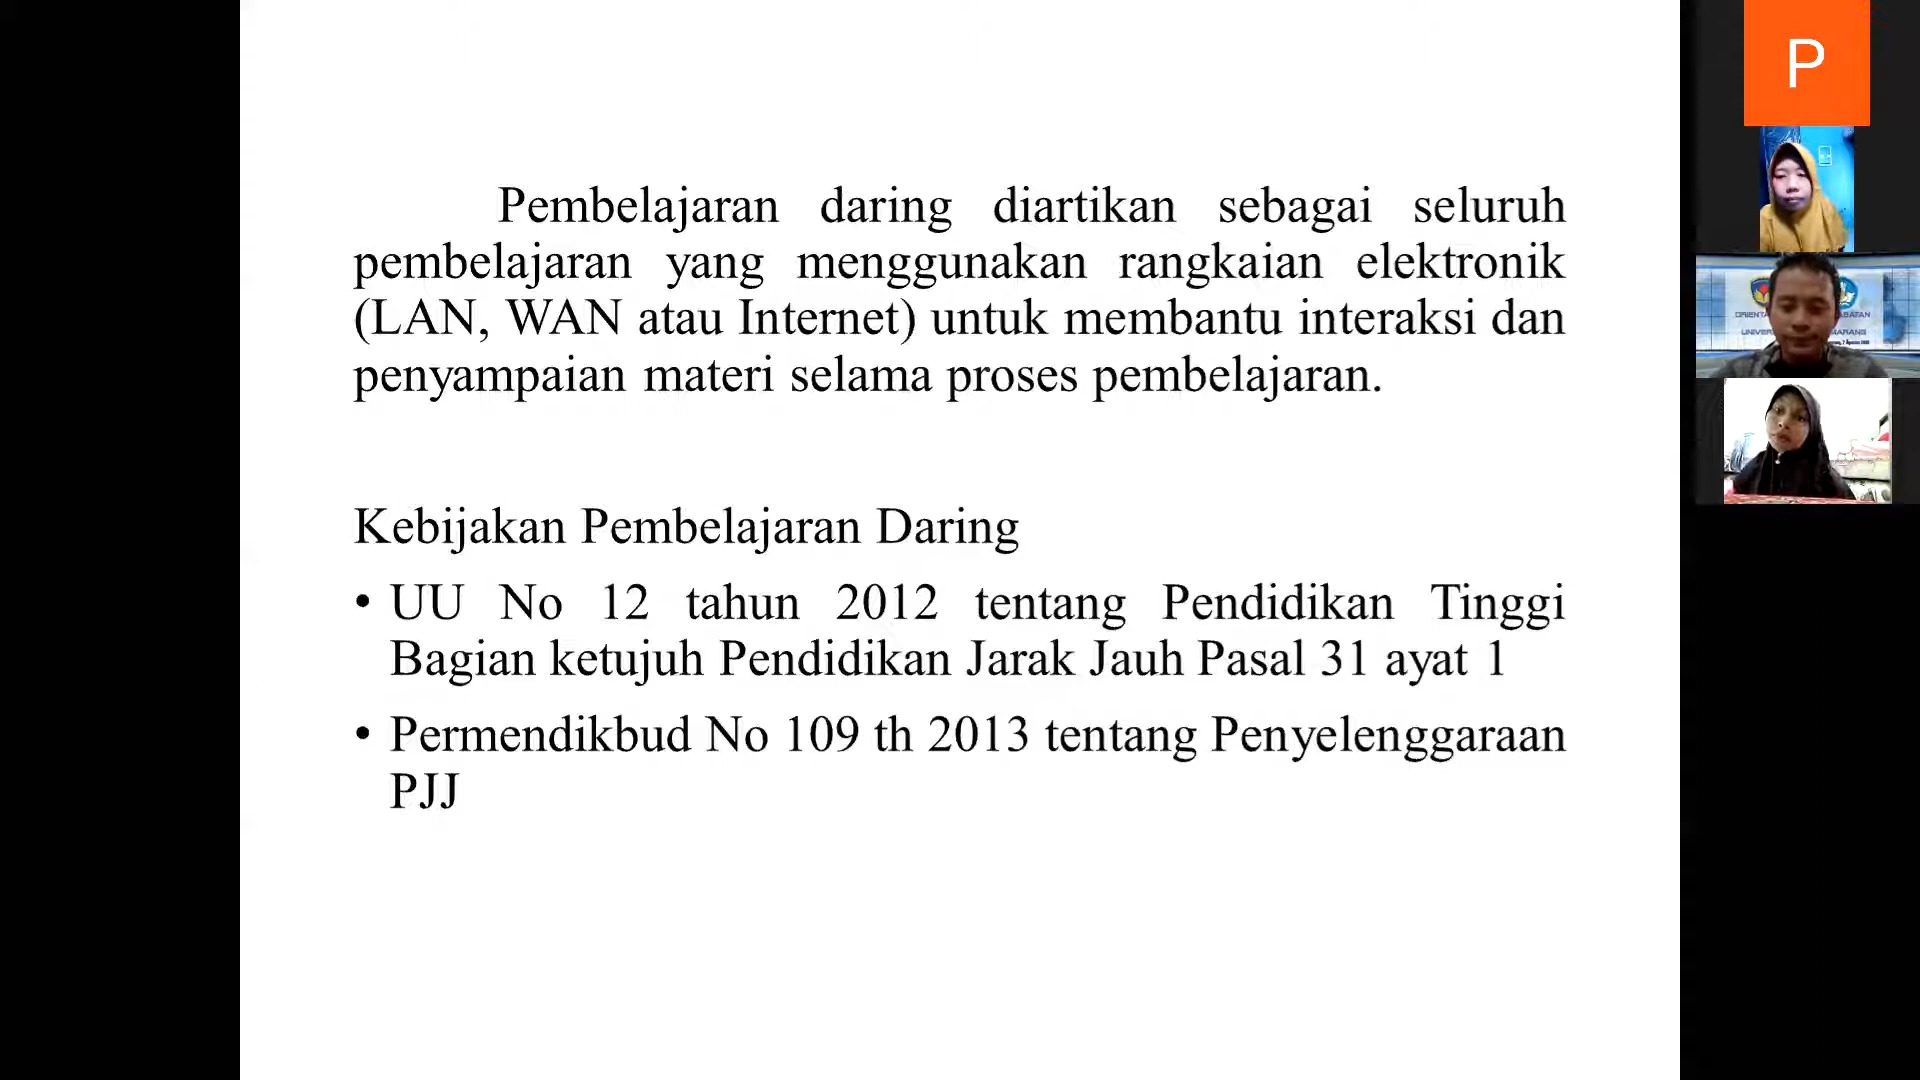 Pembelajaran daring diartikan sebagai seluruh
pembelajaran yang menggunakan rangkaian elektronik
(LAN, WAN atau Internet) untuk membantu interaksi dan
penyampaian materi selama proses pembelajaran.
Kebijakan Pembelajaran Daring
• UU No 12 tahun 2012 tentang Pendidikan Tinggi
Bagian ketujuh Pendidikan Jarak Jauh Pasal 31 ayat 1
• Permendikbud No 109 th 2013 tentang Penyelenggaraan
PJJ
P